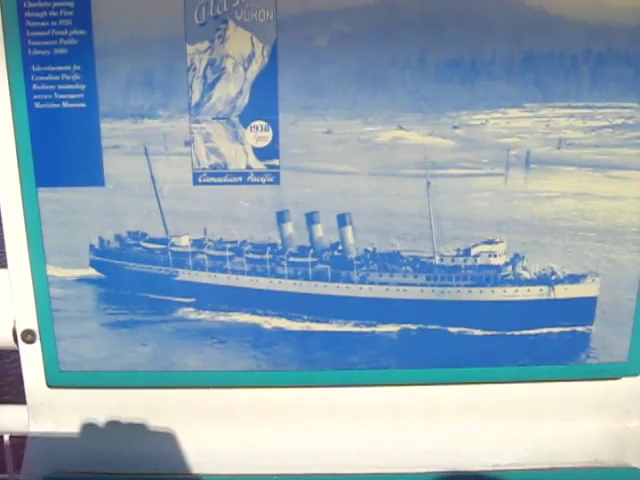 Charlotte passing
through the First
Narrows in 1926
Leonard Frank photo
Vancouver Public
Library,
Advertisement for
Canadian Pacific
Railway steamship
service. Vancouver
Maritime Museum.
YUKON
1938
Canadian Pacific